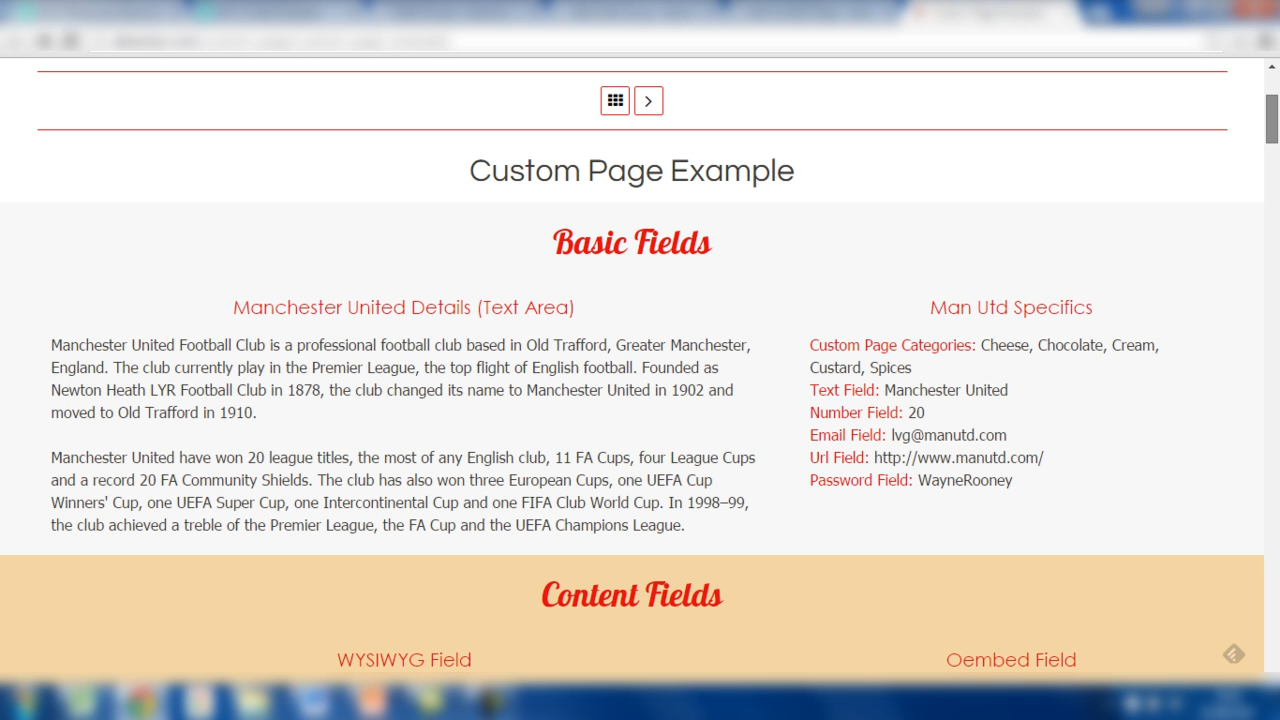 Custom Page Example
Basic Fields
Manchester United Details (Text Area)
Manchester United Football Club is a professional football club based in Old Trafford, Greater Manchester,
England. The club currently play in the Premier League, the top flight of English football. Founded as
Newton Heath LYR Football Club in 1878, the club changed its name to Manchester United in 1902 and
moved to Old Trafford in 1910.
Manchester United have won 20 league titles, the most of any English club, 11 FA Cups, four League Cups
and a record 20 FA Community Shields. The club has also won three European Cups, one UEFA Cup
Winners' Cup, one UEFA Super Cup, one Intercontinental Cup and one FIFA Club World Cup. In 1998–99,
the club achieved a treble of the Premier League, the FA Cup and the UEFA Champions League.
Man Utd Specifics
Custom Page Categories: Cheese, Chocolate, Cream,
Custard, Spices
Text Field: Manchester United
Number Field: 20
Email Field: lvg@manutd.com
Url Field: http://www.manutd.com/
Password Field: WayneRooney
Content Fields
WYSIWYG Field
Oembed Field